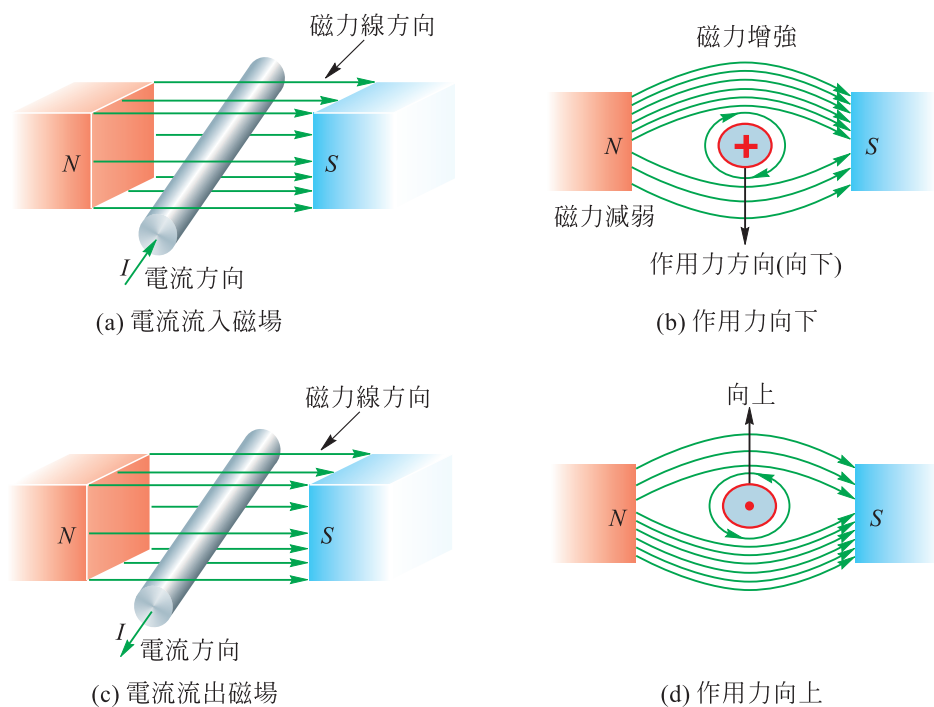 磁力線方向
N
S
I
電流方向
(a) 電流流入磁場
磁力增強
N
S
磁力減弱
作用力方向(向下)
(b) 作用力向下
磁力線方向
N
S
I
電流方向
(c) 電流流出磁場
向上
N
S
(d) 作用力向上